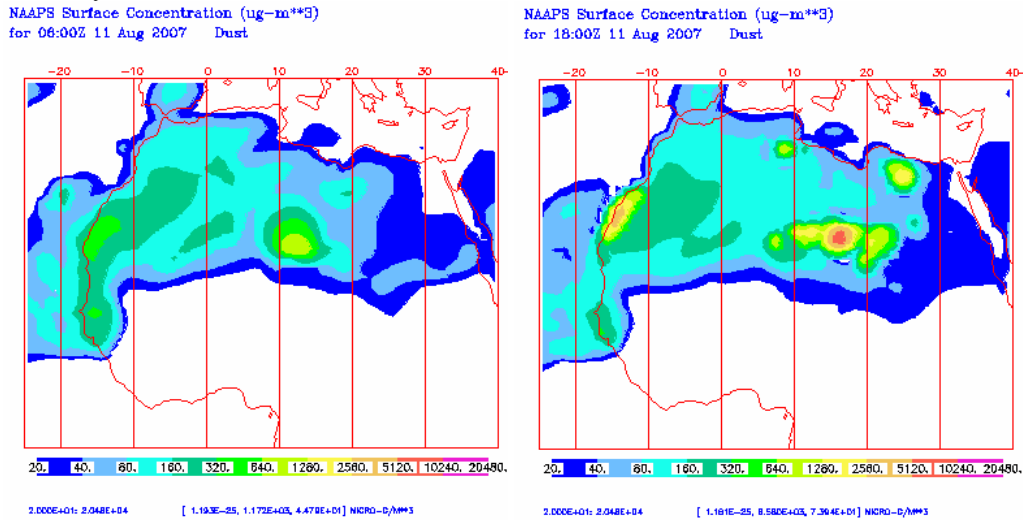 NAAPS Surface Concentration (ug-m**3)
for 06:00Z 11 Aug 2007 Dust
-20 -10 0 10 20 30 40
20. 40. 80. 160. 320. 640. 1280. 2560. 5120. 10240. 20480.
2.000E+01: 2.048E+04 [ 1.193E-25, 1.172E+03, 4.479E+01] MICRO-G/M**3
NAAPS Surface Concentration (ug-m**3)
for 18:00Z 11 Aug 2007 Dust
-20 -10 0 10 20 30 40
20. 40. 80. 160. 320. 640. 1280. 2560. 5120. 10240. 20480.
2.000E+01: 2.048E+04 [ 1.181E-25, 8.580E+03, 7.394E+01] MICRO-G/M**3